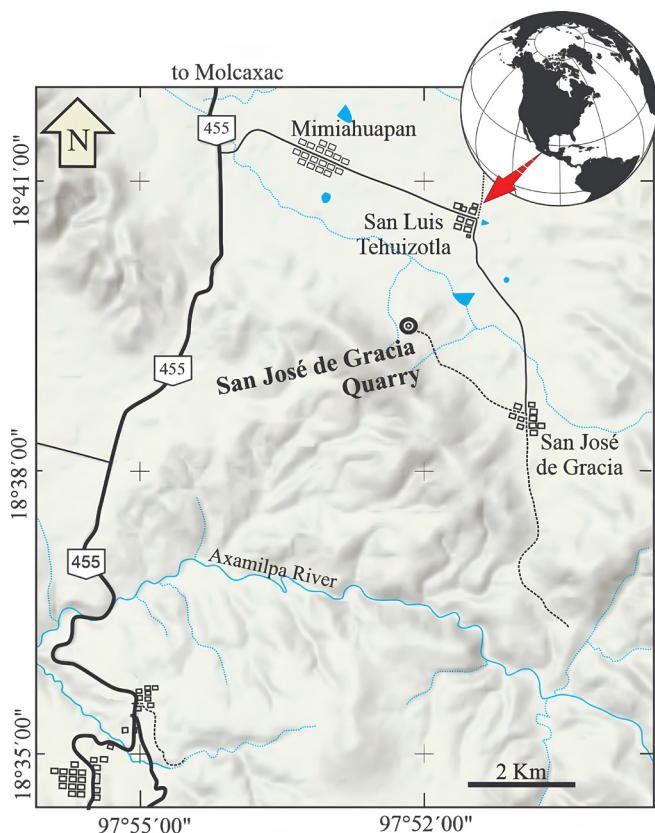 to Molcaxac
N
455
Mimiahuapan
18°41′00"
San Luis
Tehuizotla
San José de Gracia
Quarry
455
San José
de Gracia
18°38′00"
455
Axamilpa River
18°35′00"
2 Km
97°55′00"
97°52′00"